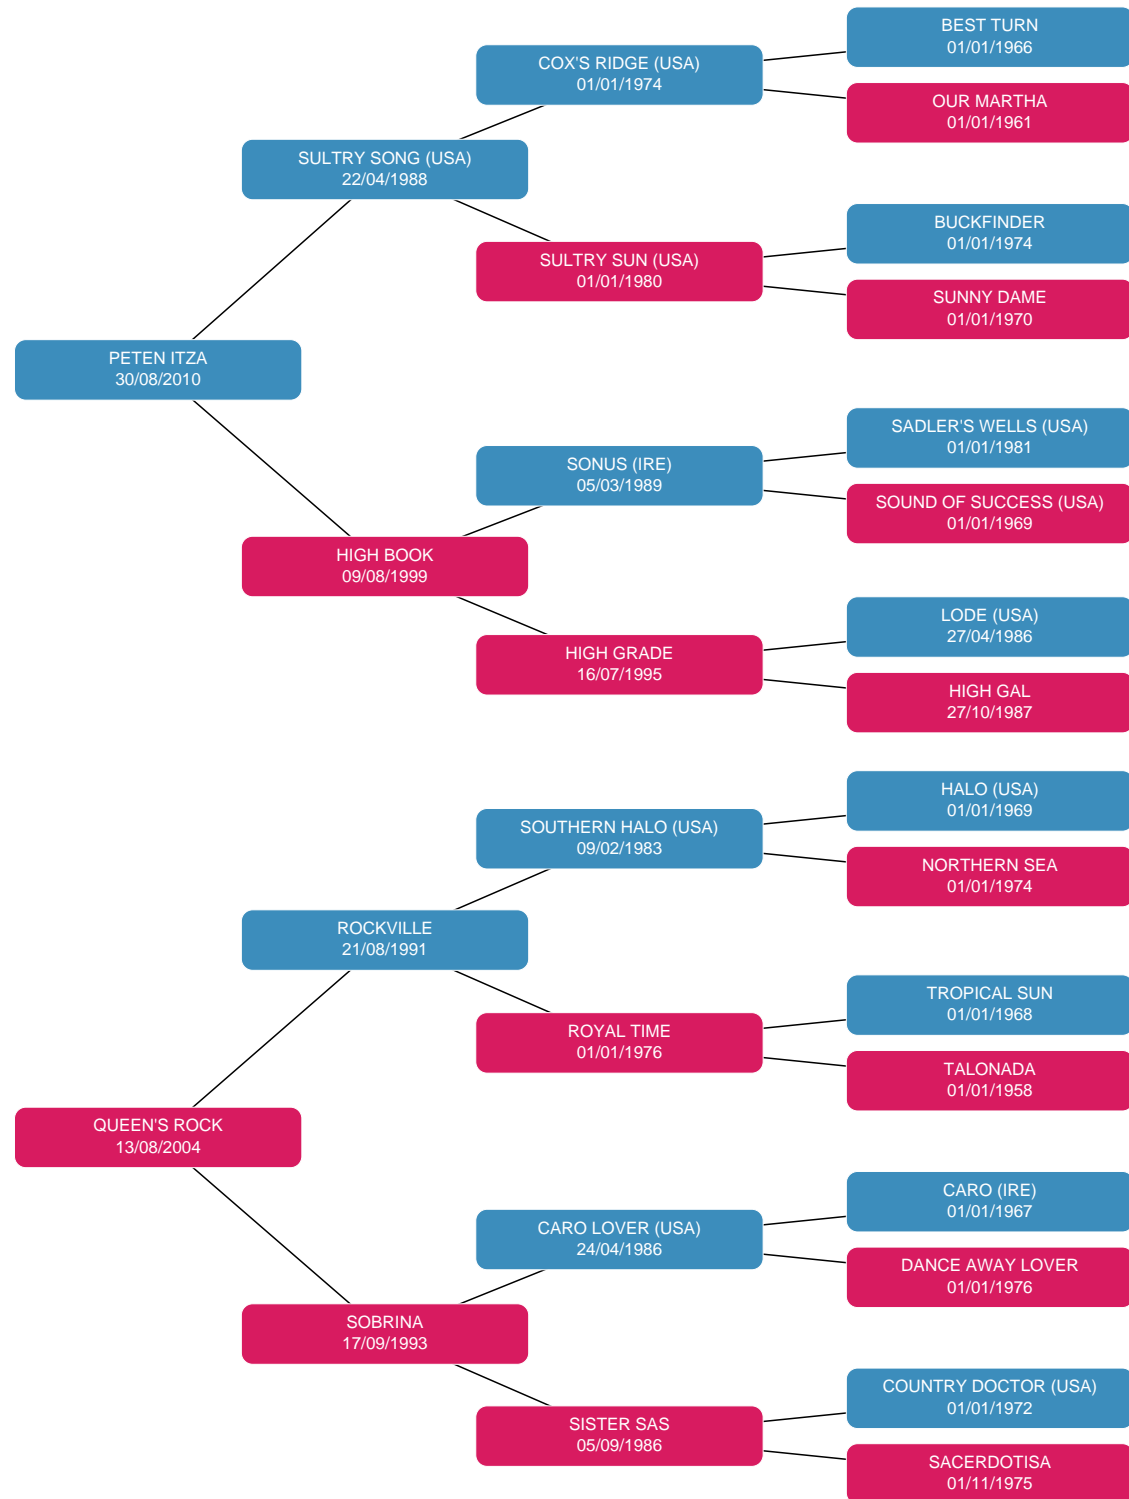 BEST TURN
01/01/1966
COX'S RIDGE (USA)
01/01/1974
OUR MARTHA
01/01/1961
SULTRY SONG (USA)
22/04/1988
BUCKFINDER
01/01/1974
SULTRY SUN (USA)
01/01/1980
SUNNY DAME
01/01/1970
PETEN ITZA
30/08/2010
SADLER'S WELLS (USA)
01/01/1981
SONUS (IRE)
05/03/1989
SOUND OF SUCCESS (USA)
01/01/1969
HIGH BOOK
09/08/1999
LODE (USA)
27/04/1986
HIGH GRADE
16/07/1995
HIGH GAL
27/10/1987
HALO (USA)
01/01/1969
SOUTHERN HALO (USA)
09/02/1983
NORTHERN SEA
01/01/1974
ROCKVILLE
21/08/1991
TROPICAL SUN
01/01/1968
ROYAL TIME
01/01/1976
TALONADA
01/01/1958
QUEEN'S ROCK
13/08/2004
CARO (IRE)
01/01/1967
CARO LOVER (USA)
24/04/1986
DANCE AWAY LOVER
01/01/1976
SOBRINA
17/09/1993
COUNTRY DOCTOR (USA)
01/01/1972
SISTER SAS
05/09/1986
SACERDOTISA
01/11/1975